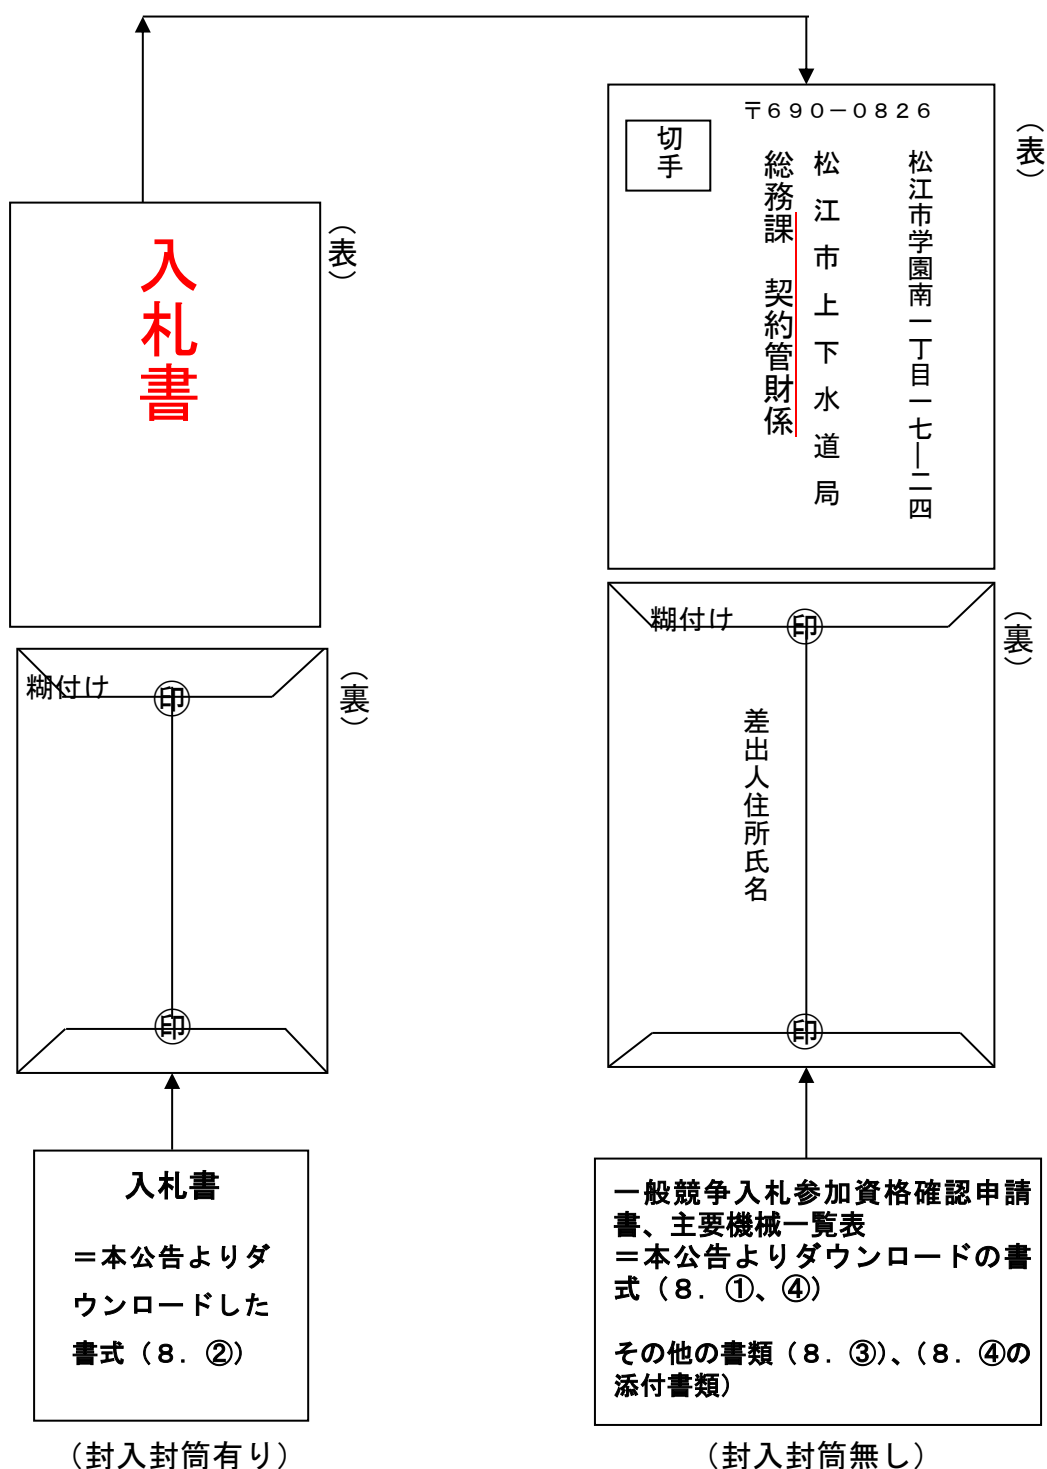 入札書
（表）
糊付け
印
印
（裏）
入札書
＝本公告よりダ
ウンロードした
書式（８．②）
（封入封筒有り）
〒６９０－０８２６
切手
松江市学園南一丁目一七―二四
松江市上下水道局
総務課　契約管財係
（表）
糊付け
印
差出人住所氏名
印
（裏）
一般競争入札参加資格確認申請
書、主要機械一覧表
＝本公告よりダウンロードの書
式（８．①、④）
その他の書類（８．③）、（８．④の
添付書類）
（封入封筒無し）